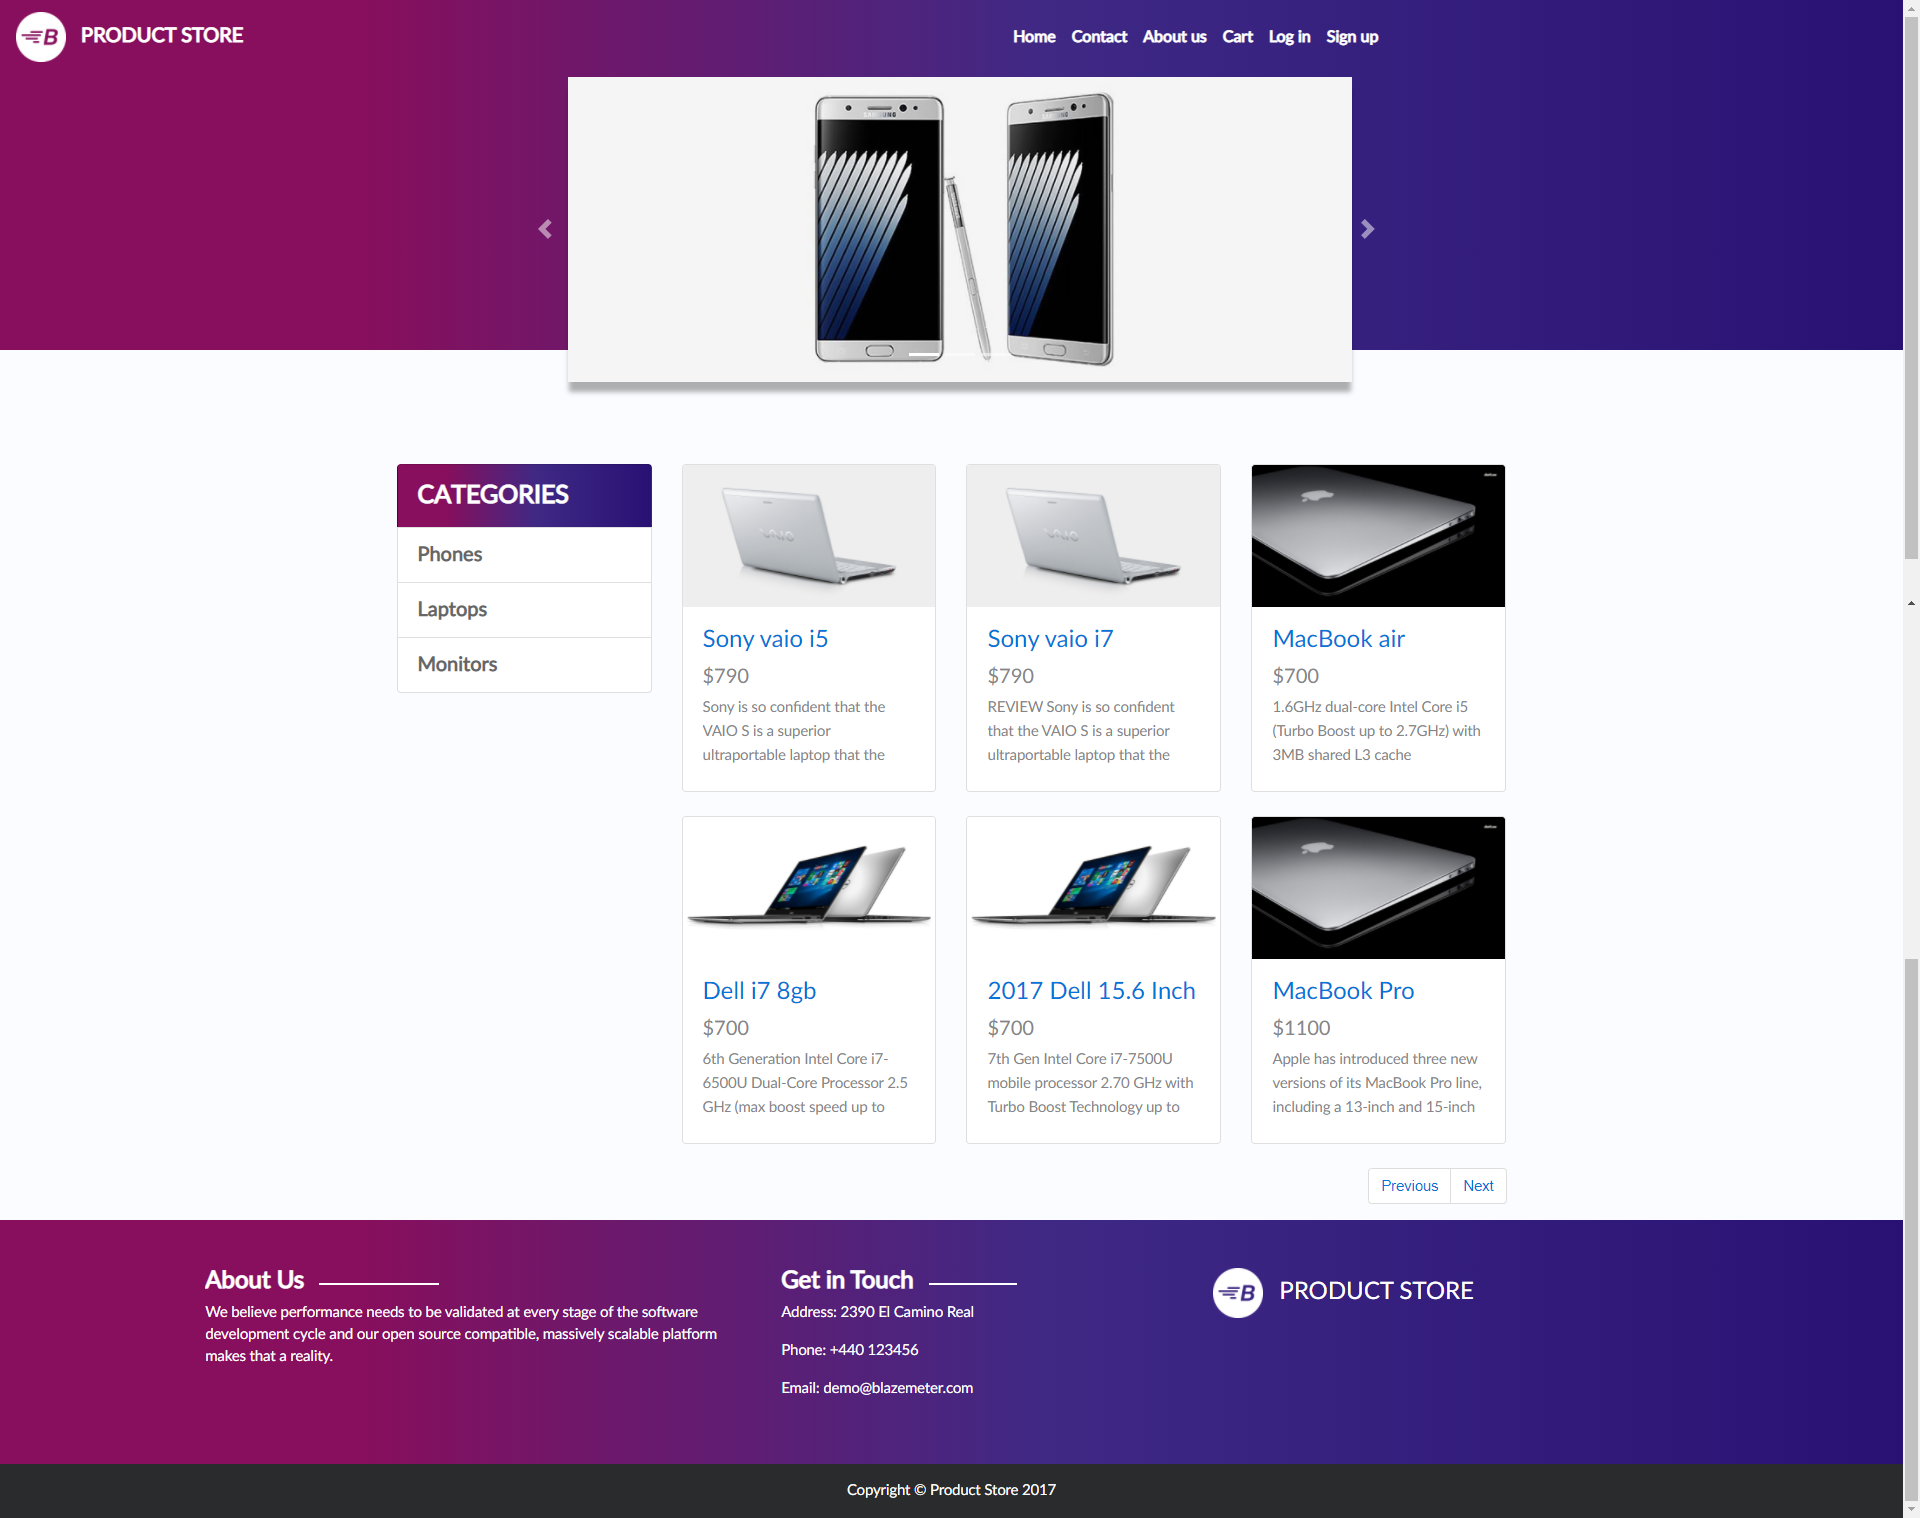 B
PRODUCT STORE
Home Contact About us Cart Log in Sign up
SAMSUNG
SAMSUNG
CATEGORIES
Phones
Laptops
Monitors
VAIO
Sony vaio i5
$790
Sony is so confident that the
VAIO S is a superior
ultraportable laptop that the
VAIO
Sony vaio i7
$790
REVIEW Sony is so confident
that the VAIO S is a superior
ultraportable laptop that the
MacBook air
$700
1.6GHz dual-core Intel Core i5
(Turbo Boost up to 2.7GHz) with
3MB shared L3 cache
Dell i7 8gb
$700
6th Generation Intel Core i7-
6500U Dual-Core Processor 2.5
GHz (max boost speed up to
2017 Dell 15.6 Inch
$700
7th Gen Intel Core i7-7500U
mobile processor 2.70 GHz with
Turbo Boost Technology up to
MacBook Pro
$1100
Apple has introduced three new
versions of its MacBook Pro line,
including a 13-inch and 15-inch
Previous Next
About Us
We believe performance needs to be validated at every stage of the software
development cycle and our open source compatible, massively scalable platform
makes that a reality.
Get in Touch
Address: 2390 El Camino Real
Phone: +440 123456
Email: demo@blazemeter.com
B
PRODUCT STORE
Copyright © Product Store 2017